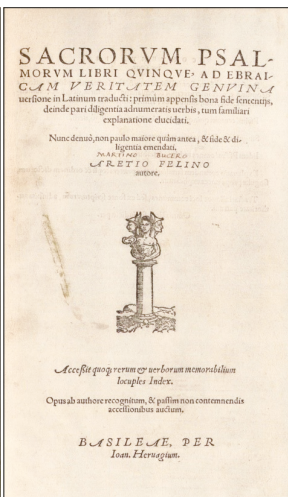 SACRORVM PSAL-
MORVM LIBRI QVINQVE, AD EBRAI-
CAM VERITATEM GENVINA
uersione in Latinum traducti: primùm appensis bona fide sententijs,
deinde pari diligentia adnumeratis uerbis, tum familiari
explanatione elucidati.
Nunc denuò, non paulo maiore quàm antea, & fide & di-
ligentia emendati.
MARTINO BUCERO
ARETIO FELINO
autore.
Acceßit quoq; rerum & uerborum memorabilium
locuples Index.
Opus ab authore recognitum, & paßim non contemnendis
accessionibus auctum.
BASILEAE, PER
Ioan. Heruagium.